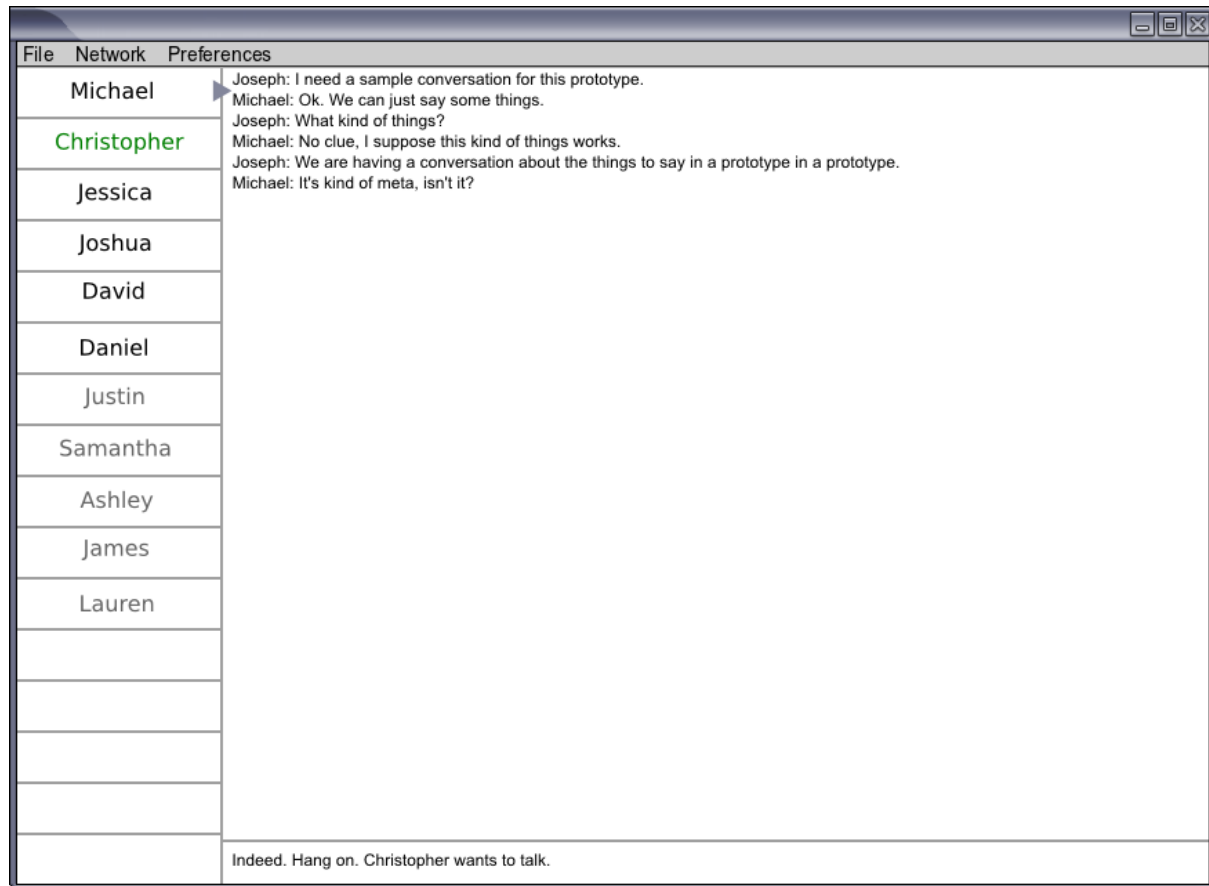 File Network Preferences
Michael
Christopher
Jessica
Joshua
David
Daniel
Justin
Samantha
Ashley
James
Lauren
Joseph: I need a sample conversation for this prototype.
Michael: Ok. We can just say some things.
Joseph: What kind of things?
Michael: No clue, I suppose this kind of things works.
Joseph: We are having a conversation about the things to say in a prototype in a prototype.
Michael: It's kind of meta, isn't it?
Indeed. Hang on. Christopher wants to talk.